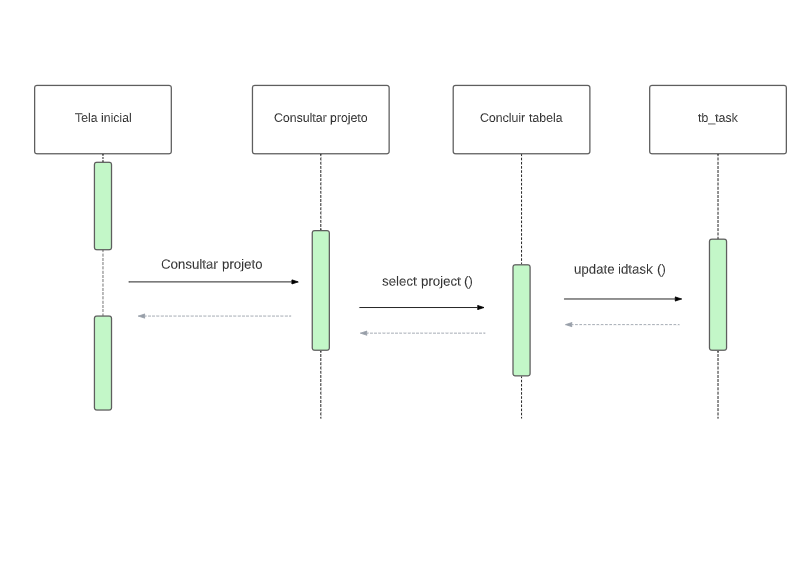 Tela inicial
Consultar projeto
Concluir tabela
tb_task
Consultar projeto
select project ()
update idtask ()